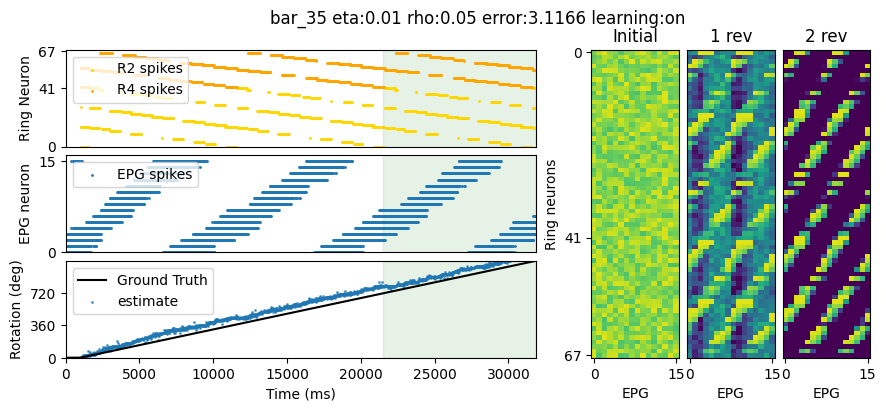 bar_35 eta:0.01 rho:0.05 error:3.1166 learning:on
Ring Neuron
67
41
0
R2 spikes
R4 spikes
EPG neuron
15
0
EPG spikes
Rotation (deg)
720
360
0
Ground Truth
estimate
0 5000 10000 15000 20000 25000 30000
Time (ms)
Initial 1 rev 2 rev
Ring neurons
0
41
67
0 15 0 15 0 15
EPG EPG EPG